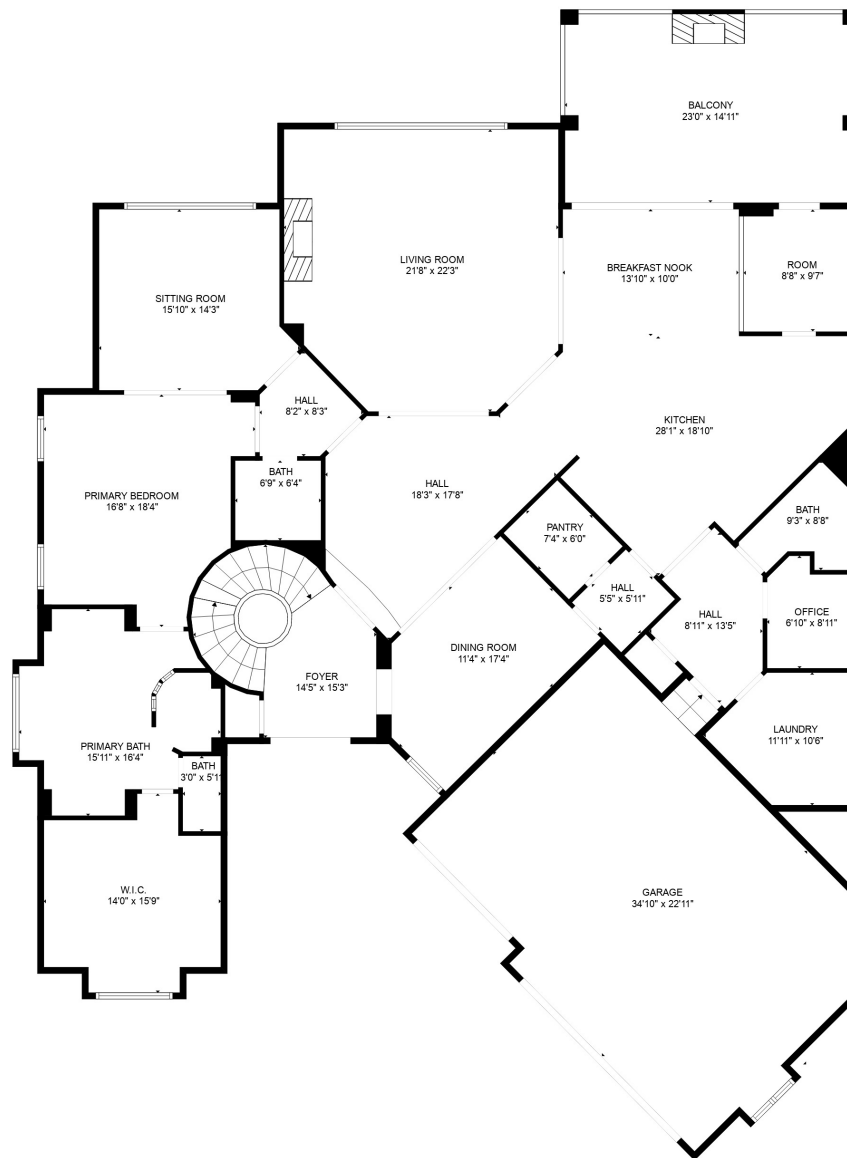 BALCONY
23'0" x 14'11"
LIVING ROOM
21'8" x 22'3"
BREAKFAST NOOK
13'10" x 10'0"
ROOM
8'8" x 9'7"
SITTING ROOM
15'10" x 14'3"
HALL
8'2" x 8'3"
KITCHEN
28'1" x 18'10"
BATH
6'9" x 6'4"
PRIMARY BEDROOM
16'8" x 18'4"
HALL
18'3" x 17'8"
PANTRY
7'4" x 6'0"
BATH
9'3" x 8'8"
HALL
5'5" x 5'11"
HALL
8'11" x 13'5"
OFFICE
6'10" x 8'11"
DINING ROOM
11'4" x 17'4"
FOYER
14'5" x 15'3"
LAUNDRY
11'11" x 10'6"
PRIMARY BATH
15'11" x 16'4"
BATH
3'0" x 5'1
W.I.C.
14'0" x 15'9"
GARAGE
34'10" x 22'11"